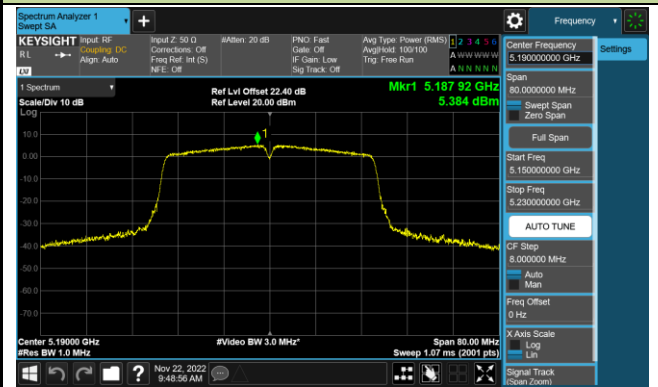 Spectrum Analyzer 1
Swept SA
Frequency
KEYSIGHT
RL
Input: RF
Coupling: DC
Align: Auto
Input Z: 50 Ω
Corrections: Off
Freq Ref: Int (S)
NFE: Off
#Atten: 20 dB
PNO: Fast
Gate: Off
IF Gain: Low
Sig Track: Off
Avg Type: Power (RMS)
Avg|Hold: 100/100
Trig: Free Run
1 2 3 4 5 6
A W W W W W
A N N N N N
LXI
1 Spectrum
Scale/Div 10 dB
Log
Ref Lvl Offset 22.40 dB
Ref Level 20.00 dBm
Mkr1 5.187 92 GHz
5.384 dBm
1
10.0
0.00
-10.0
-20.0
-30.0
-40.0
-50.0
-60.0
-70.0
Center 5.19000 GHz
#Res BW 1.0 MHz
#Video BW 3.0 MHz*
Span 80.00 MHz
Sweep 1.07 ms (2001 pts)
Nov 22, 2022
9:48:56 AM
Center Frequency
5.190000000 GHz
Settings
Span
80.0000000 MHz
Swept Span
Zero Span
Full Span
Start Freq
5.150000000 GHz
Stop Freq
5.230000000 GHz
AUTO TUNE
CF Step
8.000000 MHz
Auto
Man
Freq Offset
0 Hz
X Axis Scale
Log
Lin
Signal Track
(Span Zoom)